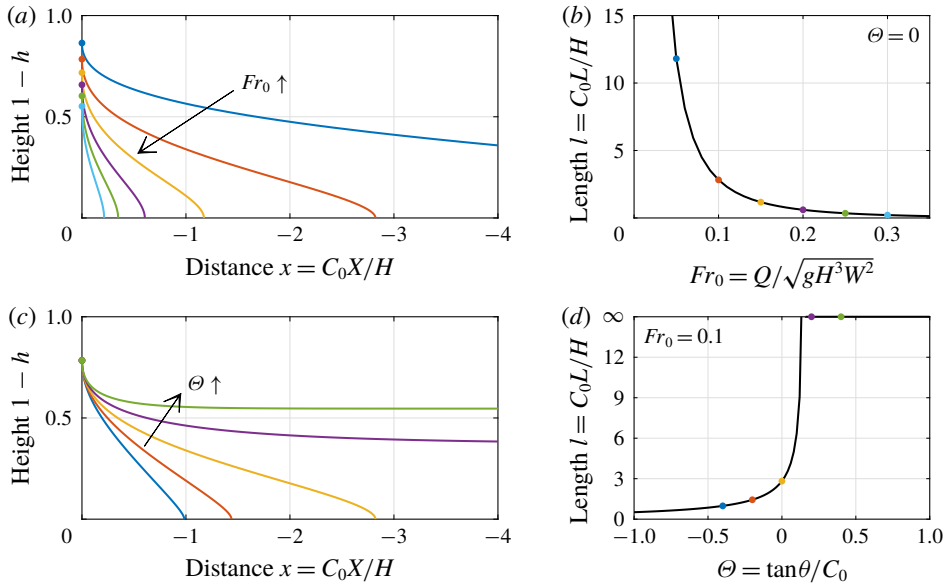 (a)
1.0
0.5
0
−1
−2
−3
−4
Height 1 − h
Fr₀ ↑
Distance x = C₀X/H
(b)
15
10
5
0
0.1
0.2
0.3
Length l = C₀L/H
Θ = 0
Fr₀ = Q/√gH³W²
(c)
1.0
0.5
0
−1
−2
−3
−4
Height 1 − h
Θ ↑
Distance x = C₀X/H
(d)
∞
12
9
6
3
0
−1.0
−0.5
0
0.5
1.0
Length l = C₀L/H
Fr₀ = 0.1
Θ = tanθ/C₀